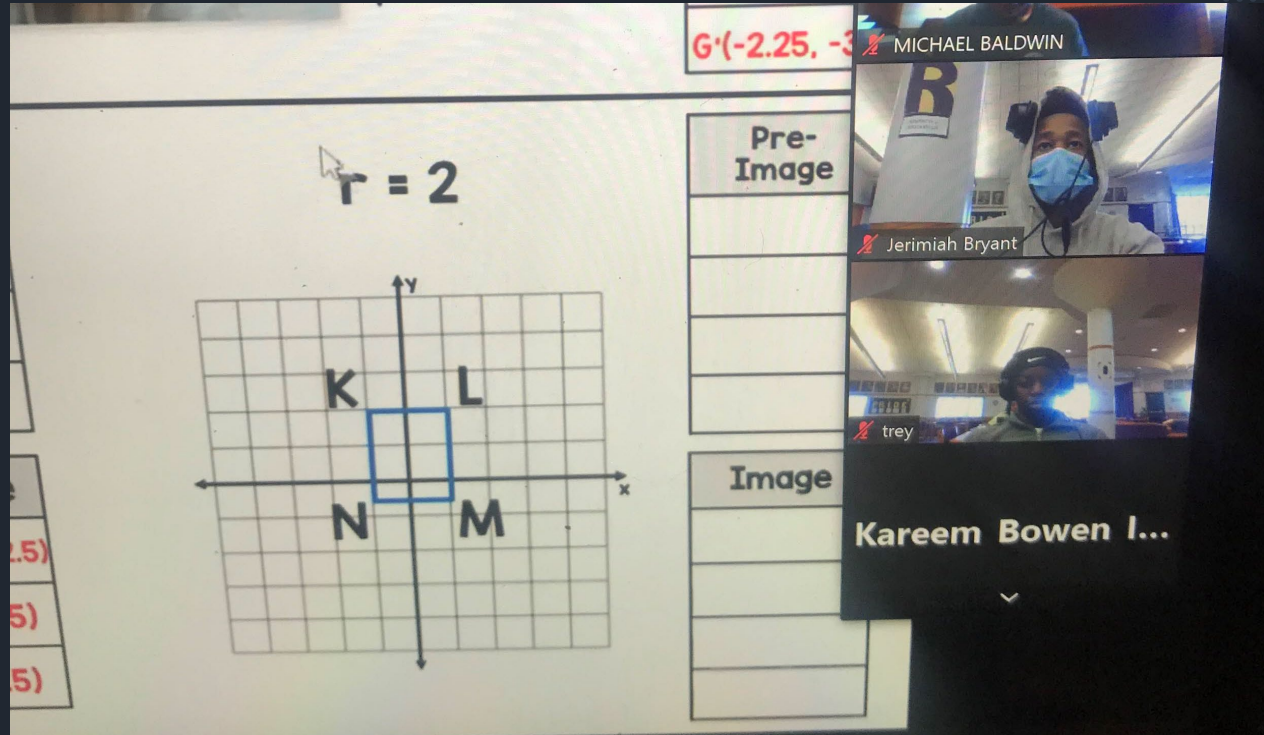 G'(-2.25, -3
MICHAEL BALDWIN
B
Pre-
Image
r = 2
Jerimiah Bryant
y
K
L
trey
x
Image
N
M
.5)
5)
.5)
Kareem Bowen I...